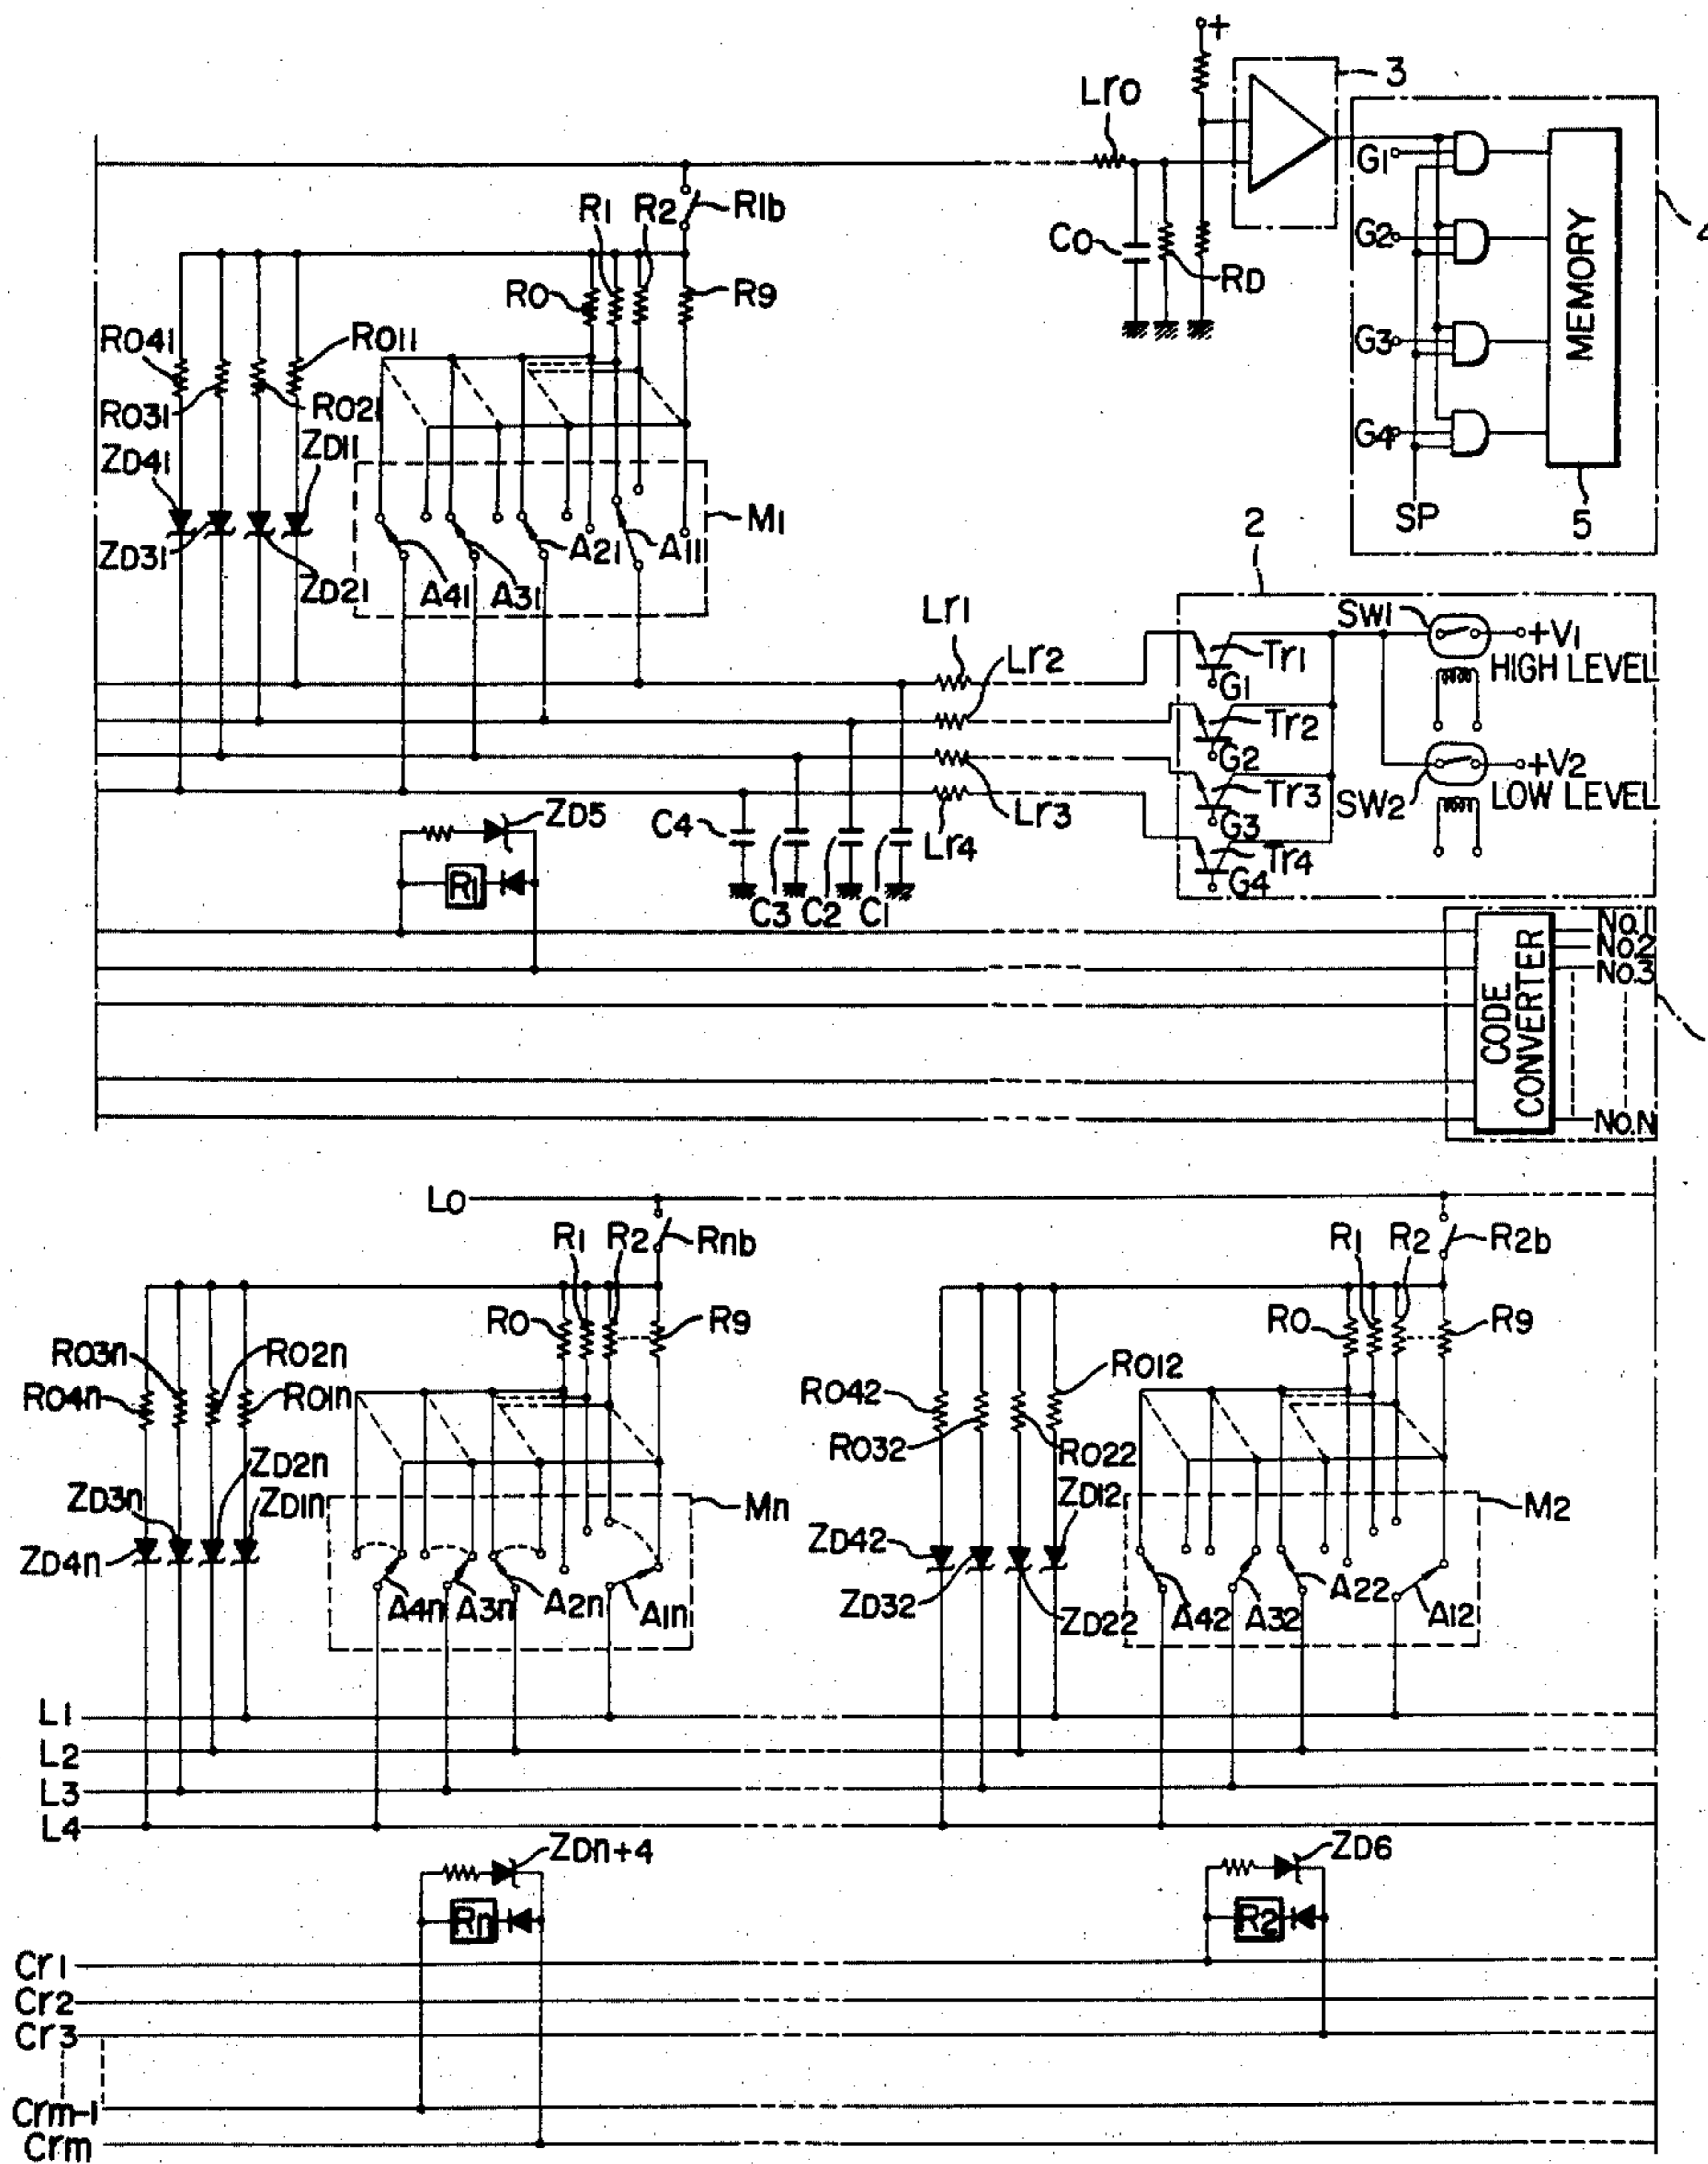 +
3
Lr0
G1
4
R1b
R1
R2
C0
RD
G2
MEMORY
R0
R9
R041
R011
G3
R031
R021
ZD41
ZD11
G4
M1
SP
5
ZD31
ZD21
A41
A31
A21
A11
2
Lr1
Lr2
SW1
+V1
HIGH LEVEL
Tr1
G1
Tr2
G2
+V2
LOW LEVEL
SW2
Tr3
G3
Lr3
Lr4
Tr4
G4
ZD5
C4
R1
C3
C2
C1
CODE CONVERTER
NO.1
NO.2
NO.3
NO.N
L0
R1
R2
Rnb
R1
R2
R2b
R0
R9
R0
R9
R03n
R02n
R04n
R01n
R042
R012
R032
R022
ZD3n
ZD2n
ZD1n
Mn
ZD12
M2
ZD4n
ZD42
A4n
A3n
A2n
A1n
ZD32
ZD22
A42
A32
A22
A12
L1
L2
L3
L4
ZDn+4
ZD6
Rn
R2
Cr1
Cr2
Cr3
Crm-1
Crm